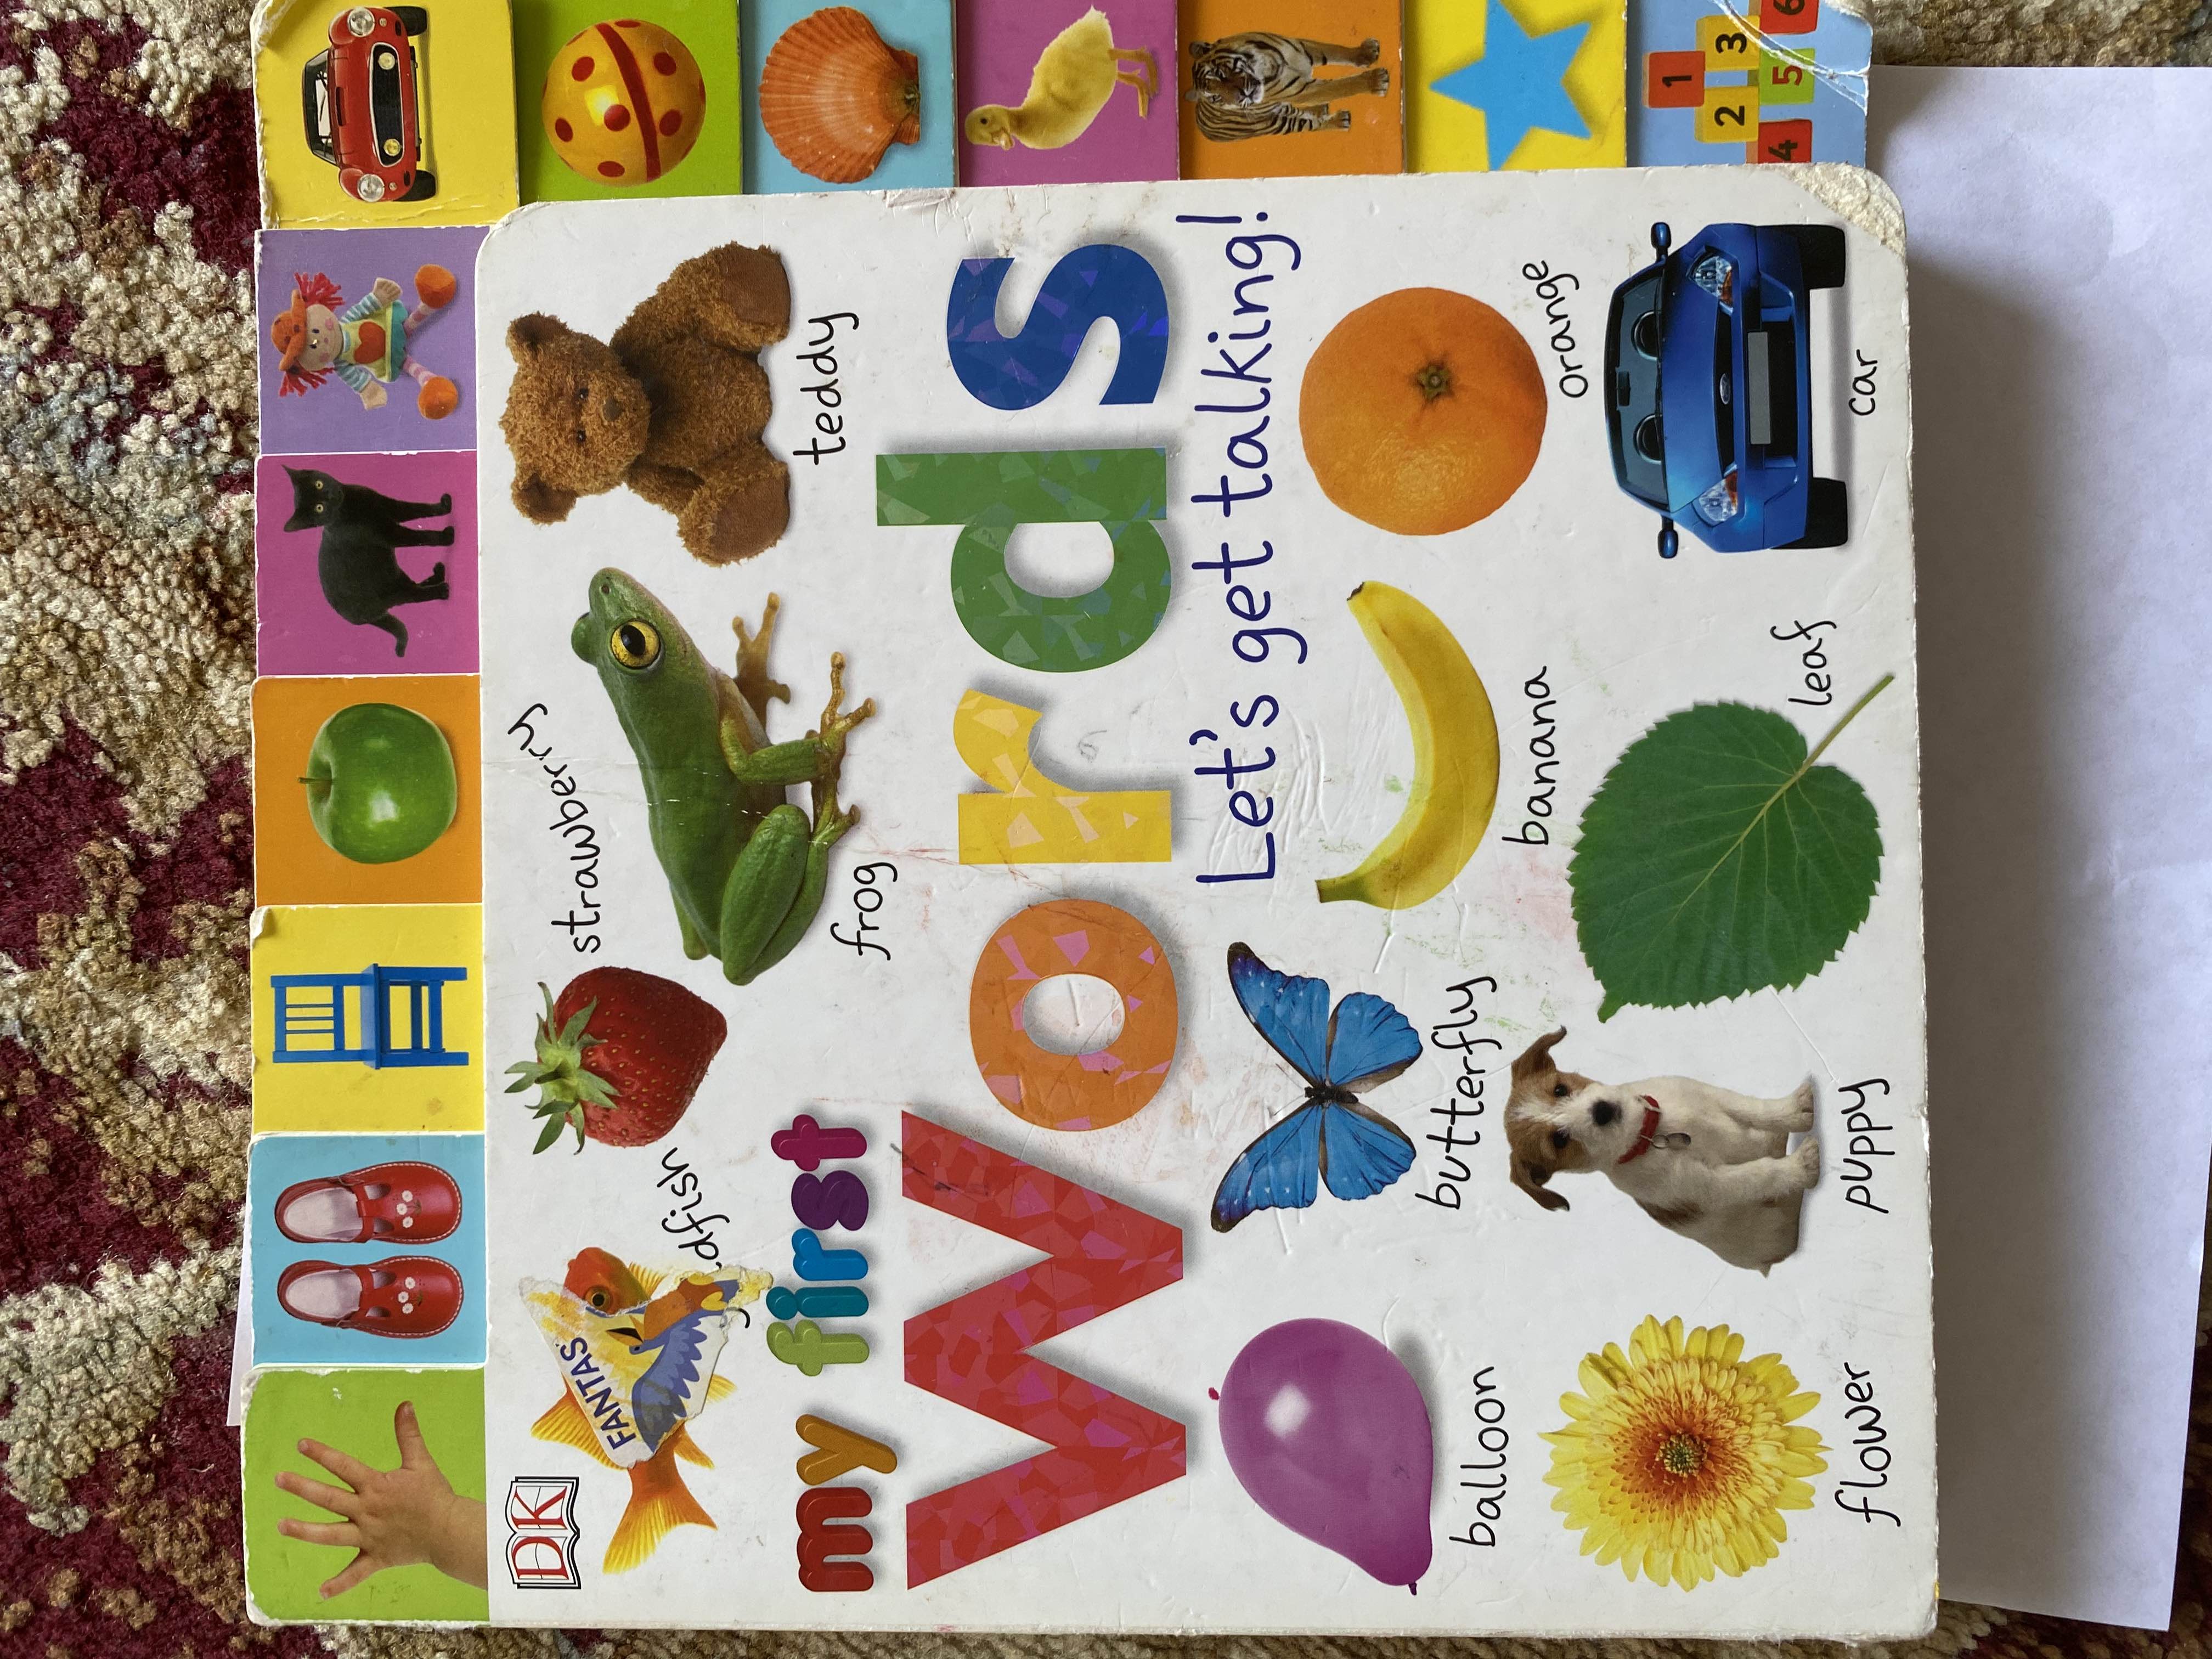 DK
FANTAS
dfish
strawberry
frog
teddy
my first
Words
Let's get talking!
balloon
butterfly
banana
orange
flower
puppy
leaf
car
1
2 3
4 5 6